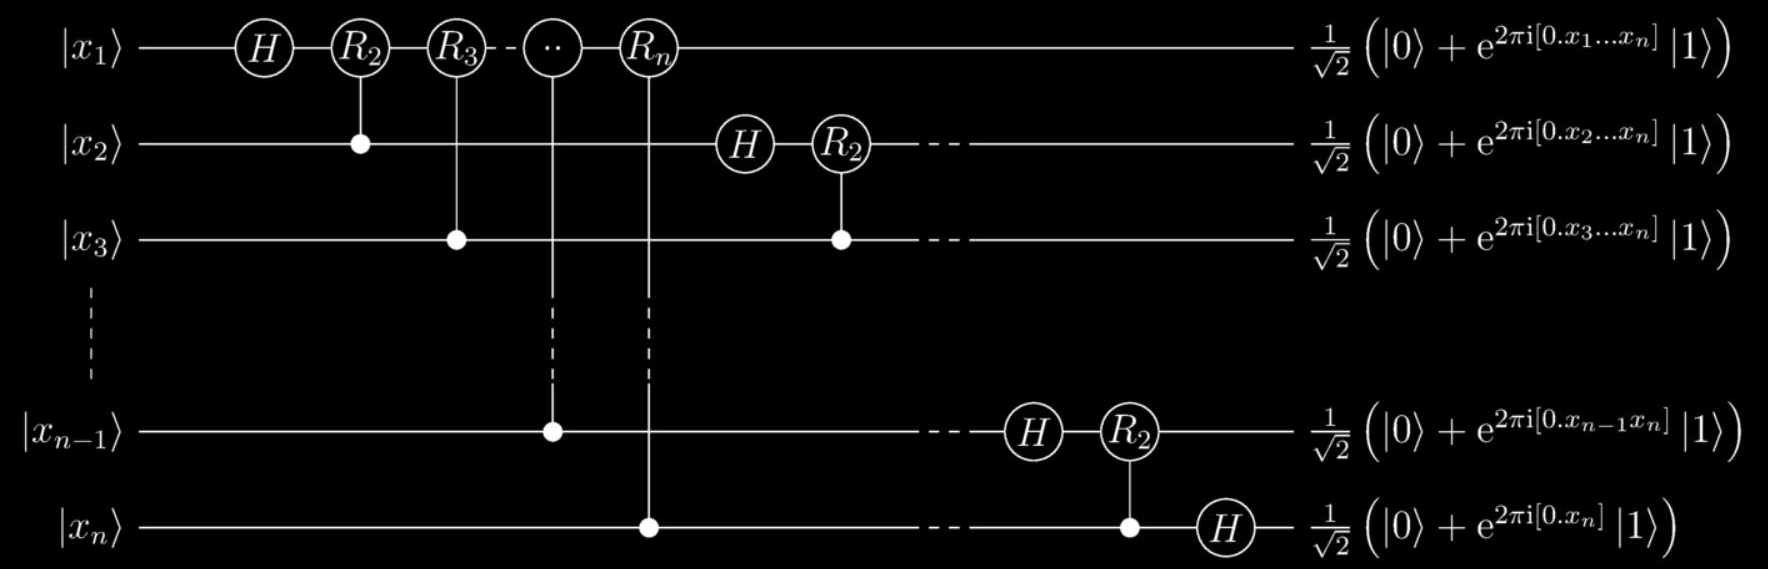 |x₁⟩ H R₂ R₃ ·· Rₙ 1/√2 (|0⟩ + e^{2πi[0.x₁...xₙ]} |1⟩)
|x₂⟩ H R₂ 1/√2 (|0⟩ + e^{2πi[0.x₂...xₙ]} |1⟩)
|x₃⟩ 1/√2 (|0⟩ + e^{2πi[0.x₃...xₙ]} |1⟩)
|xₙ₋₁⟩ H R₂ 1/√2 (|0⟩ + e^{2πi[0.xₙ₋₁xₙ]} |1⟩)
|xₙ⟩ H 1/√2 (|0⟩ + e^{2πi[0.xₙ]} |1⟩)